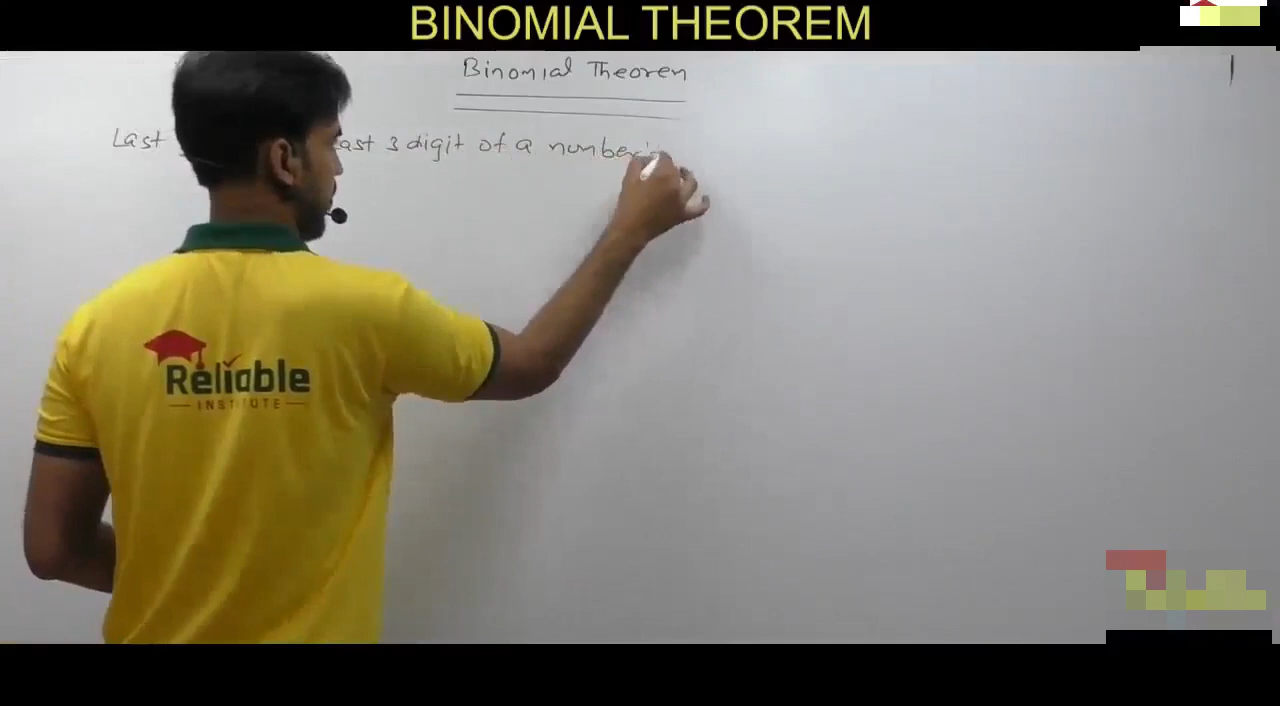 BINOMIAL THEOREM
Binomial Theorem
Last ast 3 digit of a number
Reliable
INSTITUTE